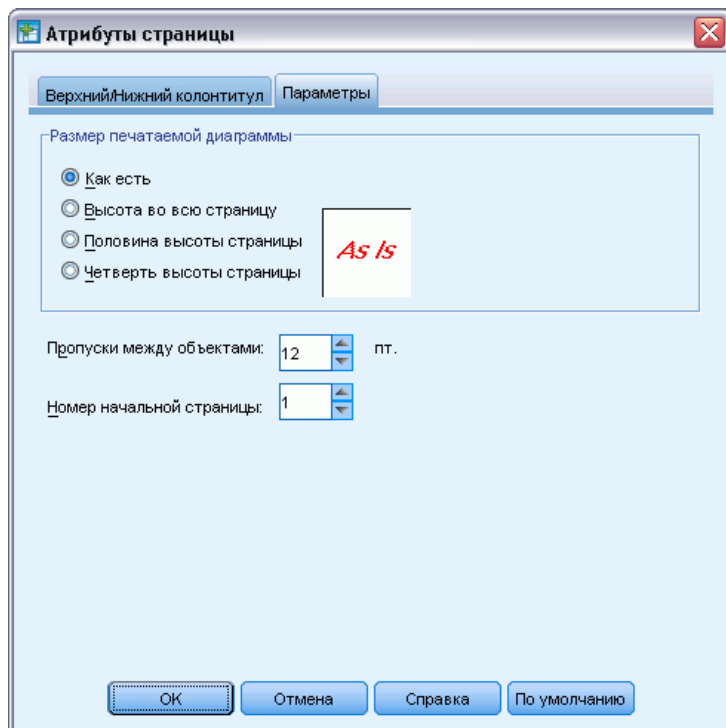 Атрибуты страницы
Верхний/Нижний колонтитул Параметры
Размер печатаемой диаграммы
Как есть
Высота во всю страницу
Половина высоты страницы
Четверть высоты страницы
As Is
Пропуски между объектами: 12 пт.
Номер начальной страницы: 1
OK Отмена Справка По умолчанию